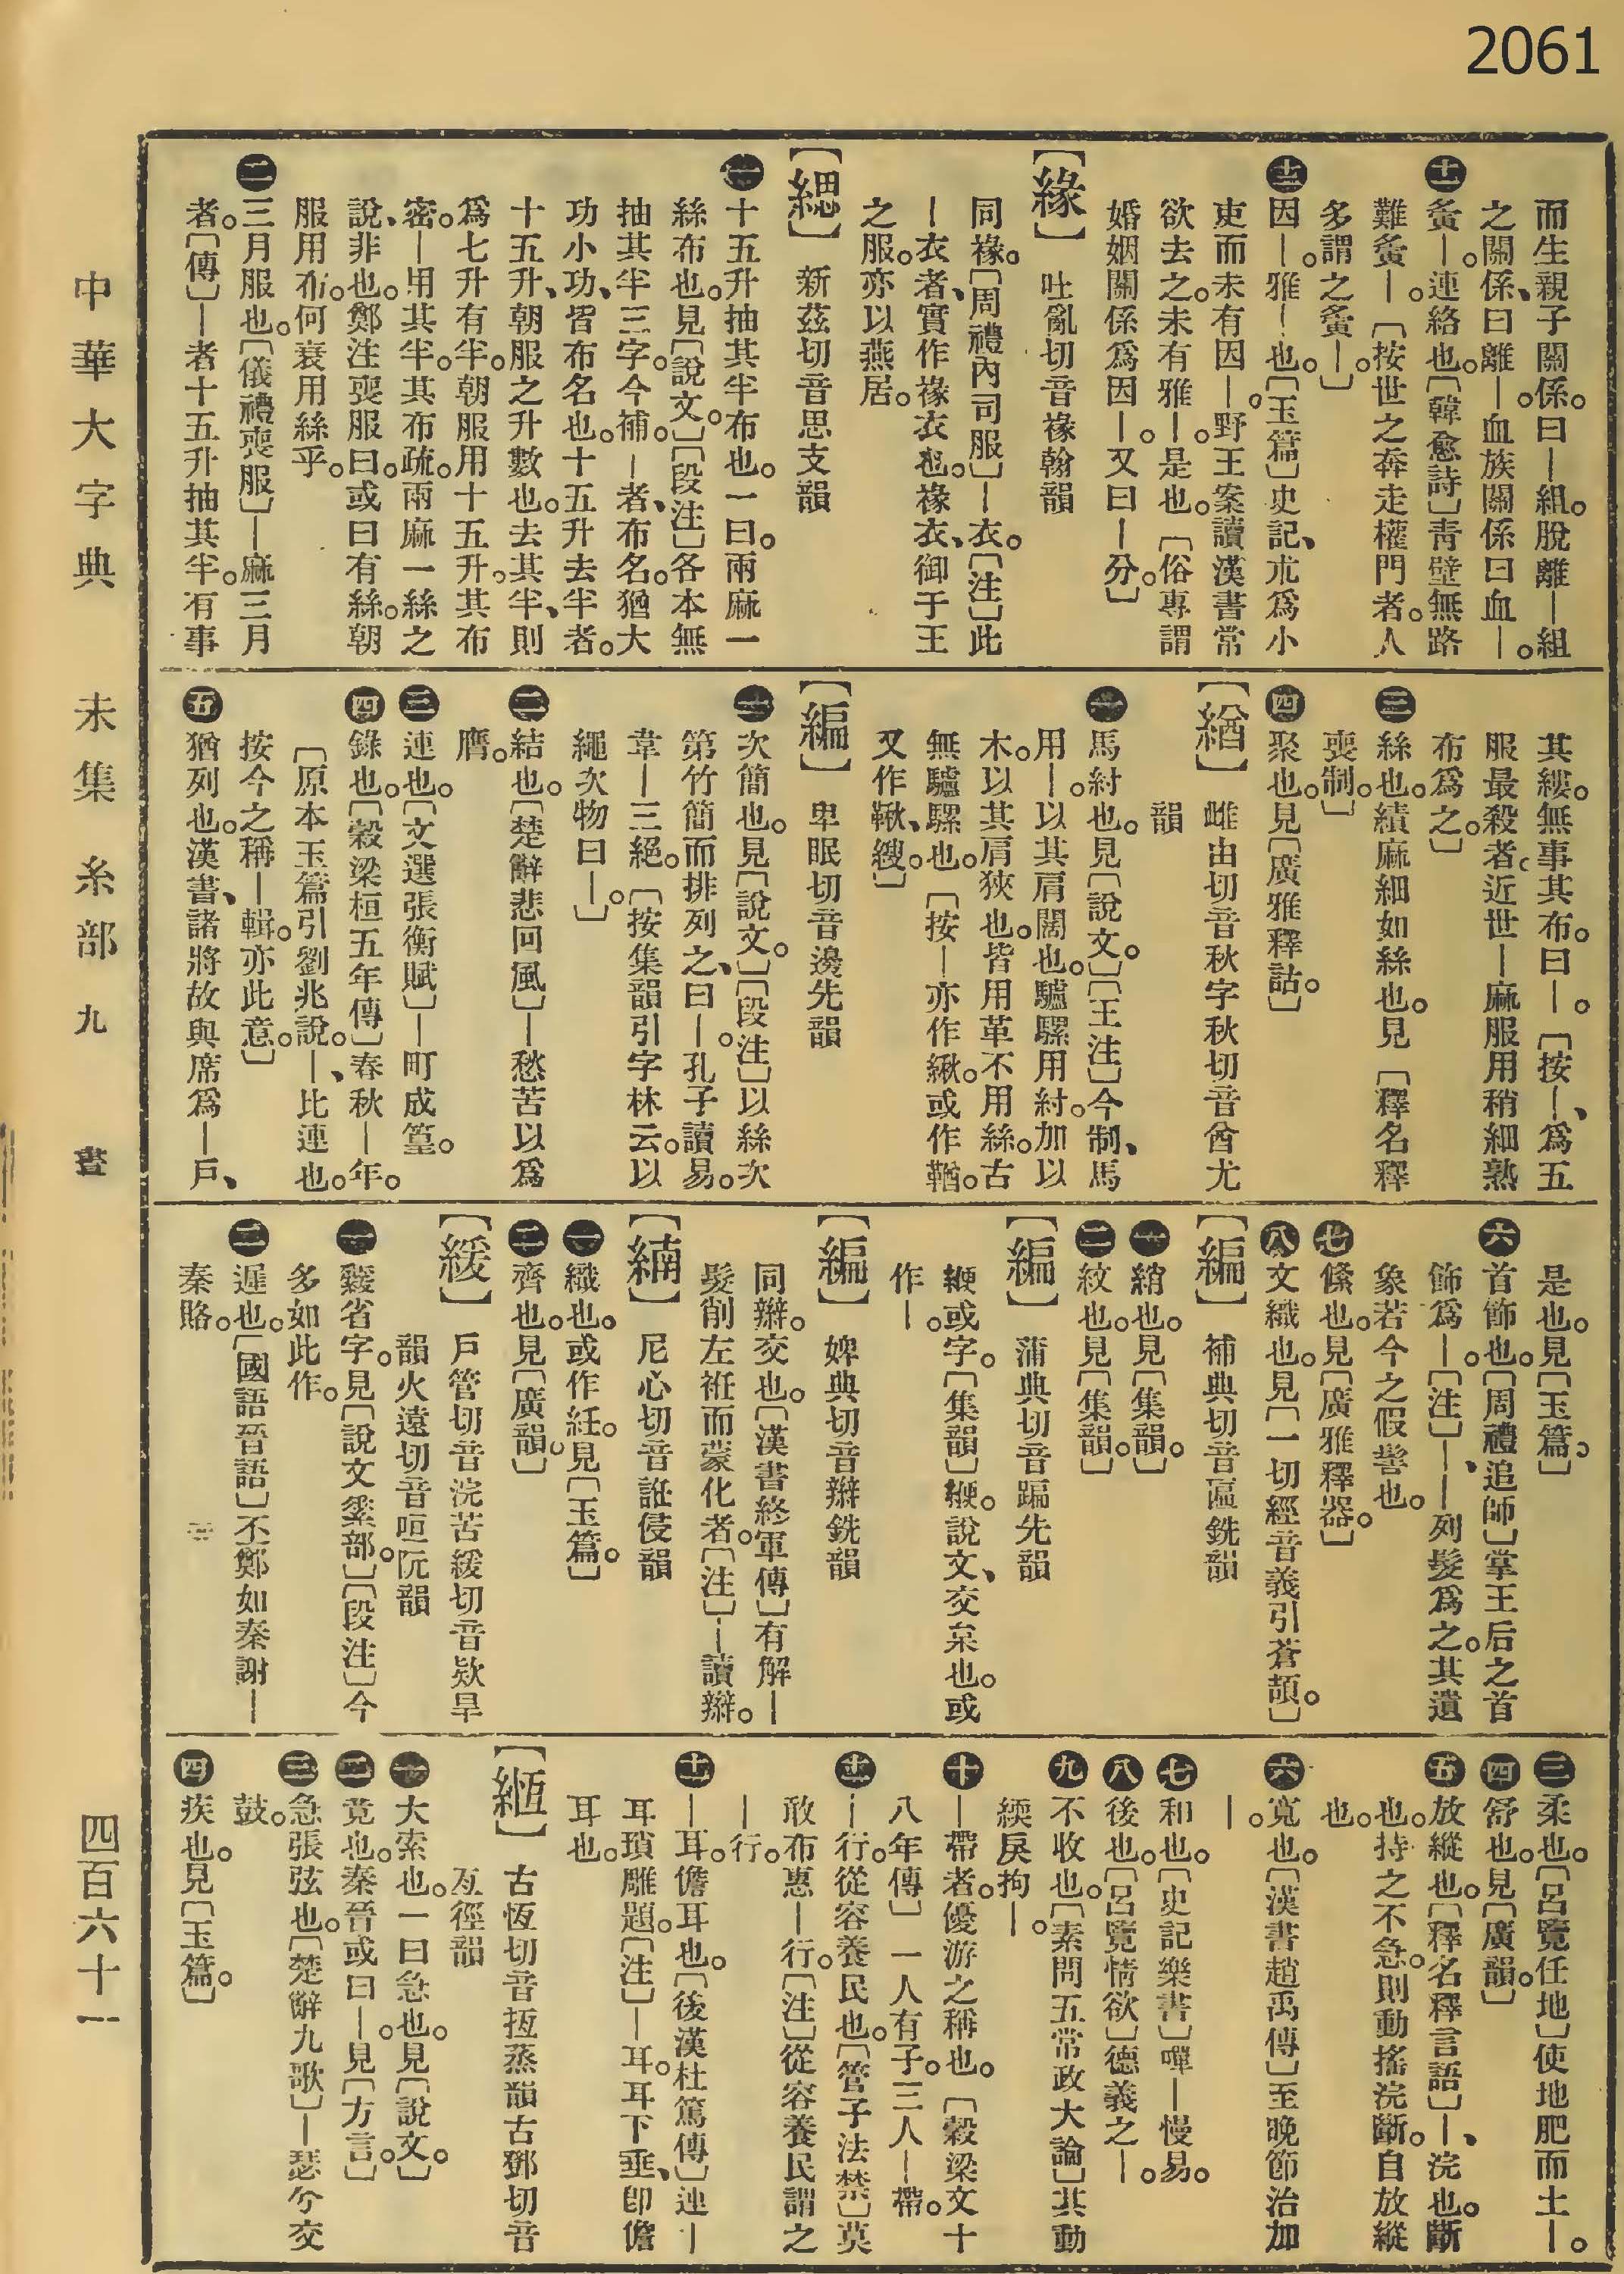 2061
而生親子關係。曰｜組。脫離｜組
之關係、曰離｜。血族關係曰血｜。
十一 夤｜。連絡也。〔韓愈詩〕靑壁無路
難夤｜。〔按世之奔走權門者。人
多謂之夤｜。〕
十二 因｜。雅｜也。〔玉篇〕史記、朮爲小
吏而未有因｜。野王案讀漢書常
欲去之。未有雅｜。是也。〔俗專謂
婚姻關係爲因｜。又曰｜分。〕
【緣】 吐亂切音褖翰韻
同褖。〔周禮內司服〕｜衣。〔注〕此
｜衣者、實作褖衣也。褖衣、御于王
之服。亦以燕居。
【緦】 新茲切音思支韻
一 十五升抽其半布也。一曰。兩麻一
絲布也。見〔說文。〕〔段注〕各本無
抽其半三字。今補。｜者、布名。猶大
功小功、皆布名也。十五升去半者。
十五升、朝服之升數也。去其半、則
爲七升有半。朝服用十五升。其布
密。｜用其半。其布疏。兩麻一絲之
說、非也。鄭注喪服曰。或曰有絲。朝
服用布。何衰用絲乎。
二 三月服也。〔儀禮喪服〕｜麻三月
者。〔傳〕｜者十五升抽其半。有事
其縷。無事其布。曰｜。〔按｜、爲五
服最殺者。近世｜麻服用稍細熟
布爲之。〕
三 絲也。績麻細如絲也。見〔釋名釋
喪制。〕
四 聚也。見〔廣雅釋詁。〕
【緧】 雌由切音秋字秋切音酋尤
韻
一 馬紂也。見〔說文。〕〔王注〕今制、馬
用｜。以其肩闊也。驢騾用紂。加以
木。以其肩狹也。皆用革不用絲。古
無驢騾也。〔按｜亦作緅。或作鞧。
又作鞦、䋺。〕
【編】 卑眠切音邊先韻
一 次簡也。見〔說文。〕〔段注〕以絲次
第竹簡而排列之、曰｜。孔子讀易。
韋｜三絕。〔按集韻引字林云。以
繩次物曰｜。〕
二 結也。〔楚辭悲回風〕｜愁苦以爲
膺。
三 連也。〔文選張衡賦〕｜町成篁。
四 錄也。〔穀梁桓五年傳〕春秋｜年。
〔原本玉篇引劉兆說。｜、比連也。
按今之稱｜輯。亦此意。〕
五 猶列也。漢書、諸將故與席爲｜戶、
是也。見〔玉篇。〕
六 首飾也。〔周禮追師〕掌王后之首
飾爲｜。〔注〕｜、｜列髮爲之。其遺
象若今之假髻也。
七 絛也。見〔廣雅釋器。〕
八 文織也。見〔一切經音義引蒼頡。〕
【編】 補典切音匾銑韻
一 緒也。見〔集韻。〕
二 紋也。見〔集韻。〕
【編】 蒲典切音蹁先韻
緶或字。〔集韻〕緶。說文、交枲也。或
作｜。
【編】 婢典切音辮銑韻
同辮。交也。〔漢書終軍傳〕有解｜
髮削左衽而蒙化者。〔注〕｜讀辮。
【䋻】 尼心切音誑侵韻
一 織也。或作紝。見〔玉篇。〕
二 齊也。見〔廣韻。〕
【緩】 戶管切音浣苦緩切音款旱
韻火遠切音咺阮韻
一 䌣省字。見〔說文素部。〕〔段注〕今
多如此作。
二 遲也。〔國語晉語〕丕鄭如秦謝｜
秦賂。
三 柔也。〔呂覽任地〕使地肥而土｜。
四 舒也。見〔廣韻。〕
五 放縱也。〔釋名釋言語〕｜、浣也。斷
也。持之不急。則動搖浣斷。自放縱
也。
六 寬也。〔漢書趙禹傳〕至晚節治加
｜。
七 和也。〔史記樂書〕嘽｜慢易。
八 後也。〔呂覽情欲〕德義之｜。
九 不收也。〔素問五常政大論〕其動
緛戾拘｜。
十 ｜帶者。優游之稱也。〔穀梁文十
八年傳〕一人有子。三人｜帶。
十一 ｜行。從容養民也。〔管子法禁〕莫
敢布惠｜行。〔注〕從容養民謂之
｜行。
十二 ｜耳。儋耳也。〔後漢杜篤傳〕連｜
耳瑣雕題。〔注〕｜耳。耳下垂、卽儋
耳也。
【緪】 古恆切音揯蒸韻古鄧切音
亙徑韻
一 大索也。一曰急也。見〔說文。〕
二 竟也。秦晉或曰｜。見〔方言。〕
三 急張弦也。〔楚辭九歌〕｜瑟兮交
鼓。
四 疾也。見〔玉篇。〕
中華大字典 未集 糸部 九畫 四百六十一